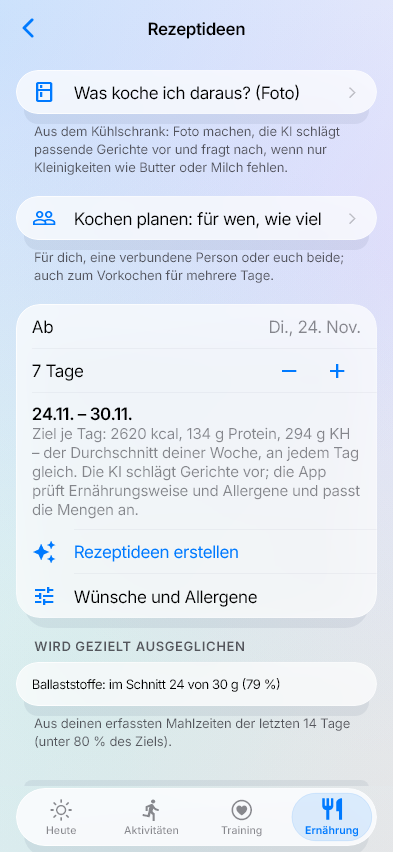 Rezeptideen
Was koche ich daraus? (Foto)
Aus dem Kühlschrank: Foto machen, die KI schlägt
passende Gerichte vor und fragt nach, wenn nur
Kleinigkeiten wie Butter oder Milch fehlen.
Kochen planen: für wen, wie viel
Für dich, eine verbundene Person oder euch beide;
auch zum Vorkochen für mehrere Tage.
Ab Di., 24. Nov.
7 Tage
24.11. – 30.11.
Ziel je Tag: 2620 kcal, 134 g Protein, 294 g KH
– der Durchschnitt deiner Woche, an jedem Tag
gleich. Die KI schlägt Gerichte vor; die App
prüft Ernährungsweise und Allergene und passt
die Mengen an.
Rezeptideen erstellen
Wünsche und Allergene
WIRD GEZIELT AUSGEGLICHEN
Ballaststoffe: im Schnitt 24 von 30 g (79 %)
Aus deinen erfassten Mahlzeiten der letzten 14 Tage
(unter 80 % des Ziels).
Heute Aktivitäten Training Ernährung